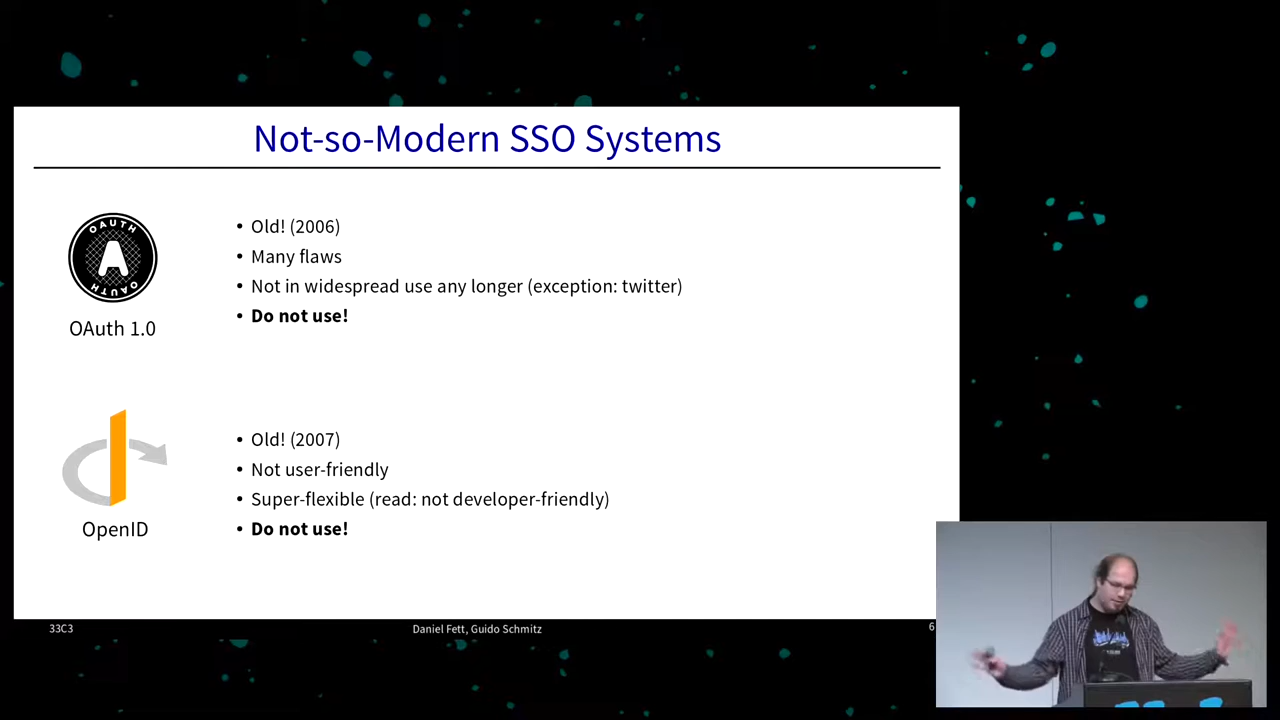 Not-so-Modern SSO Systems
OAUTH
A
OAUTH
OAuth 1.0
• Old! (2006)
• Many flaws
• Not in widespread use any longer (exception: twitter)
• Do not use!
OpenID
• Old! (2007)
• Not user-friendly
• Super-flexible (read: not developer-friendly)
• Do not use!
33C3
Daniel Fett, Guido Schmitz
6